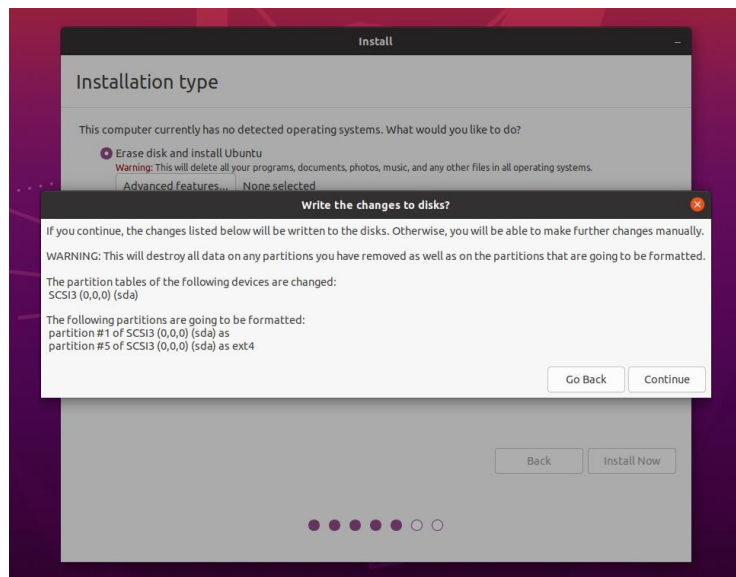 Install
Installation type
This computer currently has no detected operating systems. What would you like to do?
Erase disk and install Ubuntu
Warning: This will delete all your programs, documents, photos, music, and any other files in all operating systems.
Advanced features... None selected
Write the changes to disks?
If you continue, the changes listed below will be written to the disks. Otherwise, you will be able to make further changes manually.
WARNING: This will destroy all data on any partitions you have removed as well as on the partitions that are going to be formatted.
The partition tables of the following devices are changed:
SCSI3 (0,0,0) (sda)
The following partitions are going to be formatted:
partition #1 of SCSI3 (0,0,0) (sda) as
partition #5 of SCSI3 (0,0,0) (sda) as ext4
Go Back Continue
Back Install Now